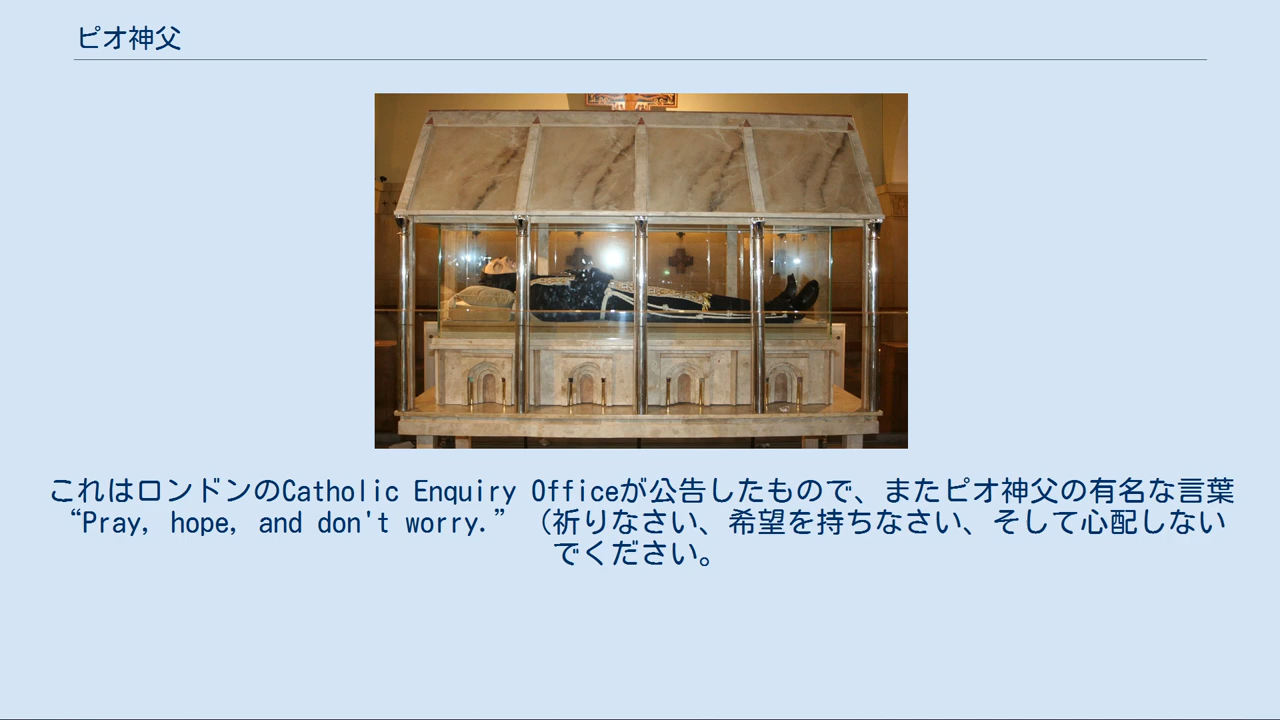 ピオ神父
これはロンドンのCatholic Enquiry Officeが公告したもので、またピオ神父の有名な言葉
“Pray, hope, and don't worry.” （祈りなさい、希望を持ちなさい、そして心配しない
でください。